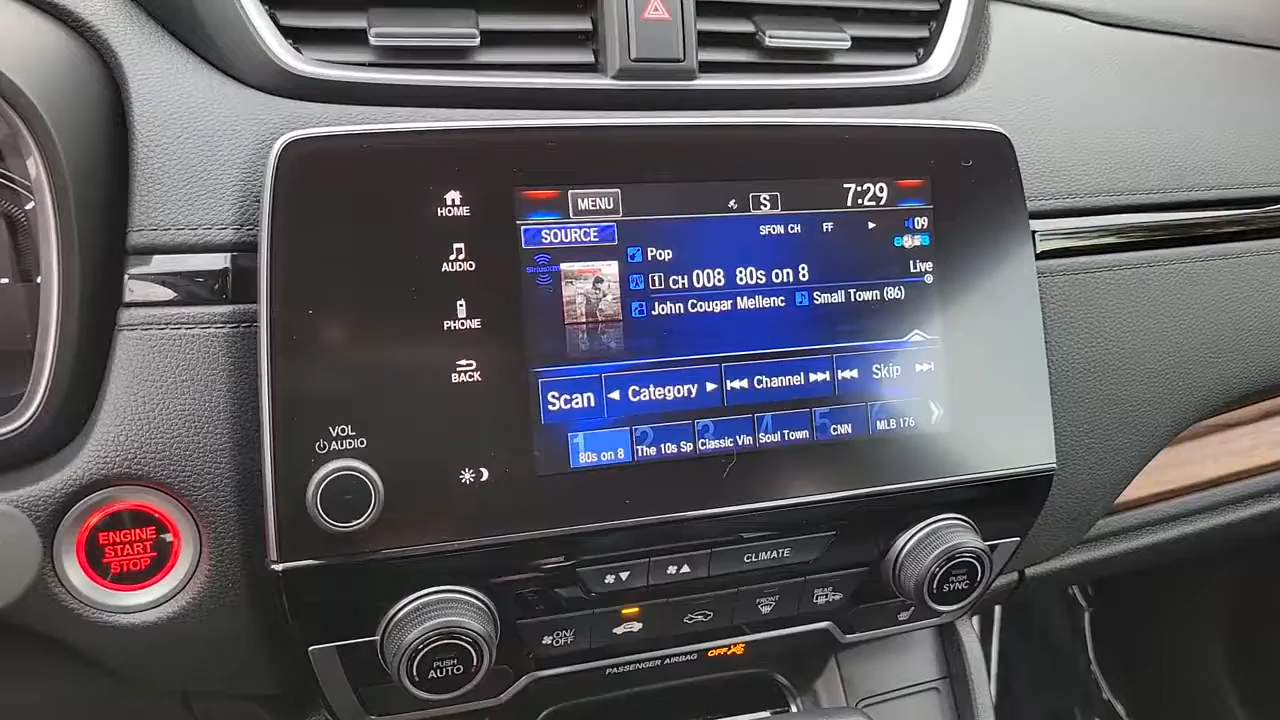 HOME
AUDIO
PHONE
BACK
VOL
AUDIO
MENU
S
7:29
SOURCE
SFON CH FF
09
SiriusXM
Pop
1 CH 008 80s on 8
Live
John Cougar Mellenc
Small Town (86)
Scan
Category
Channel
Skip
1 80s on 8
2 The 10s Sp
3 Classic Vin
4 Soul Town
5 CNN
MLB 176
ENGINE
START
STOP
CLIMATE
PUSH
AUTO
ON/
OFF
FRONT
REAR
PUSH
SYNC
PASSENGER AIRBAG OFF